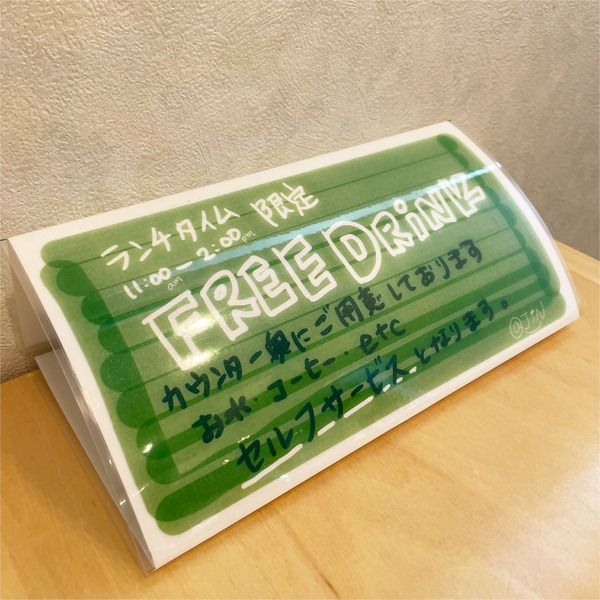 ランチタイム 限定
11:00am〜2:00pm
FREE DRiNK
カウンター奥にご用意しております
お水・コーヒー・etc
セルフサービスとなります。
©JiN